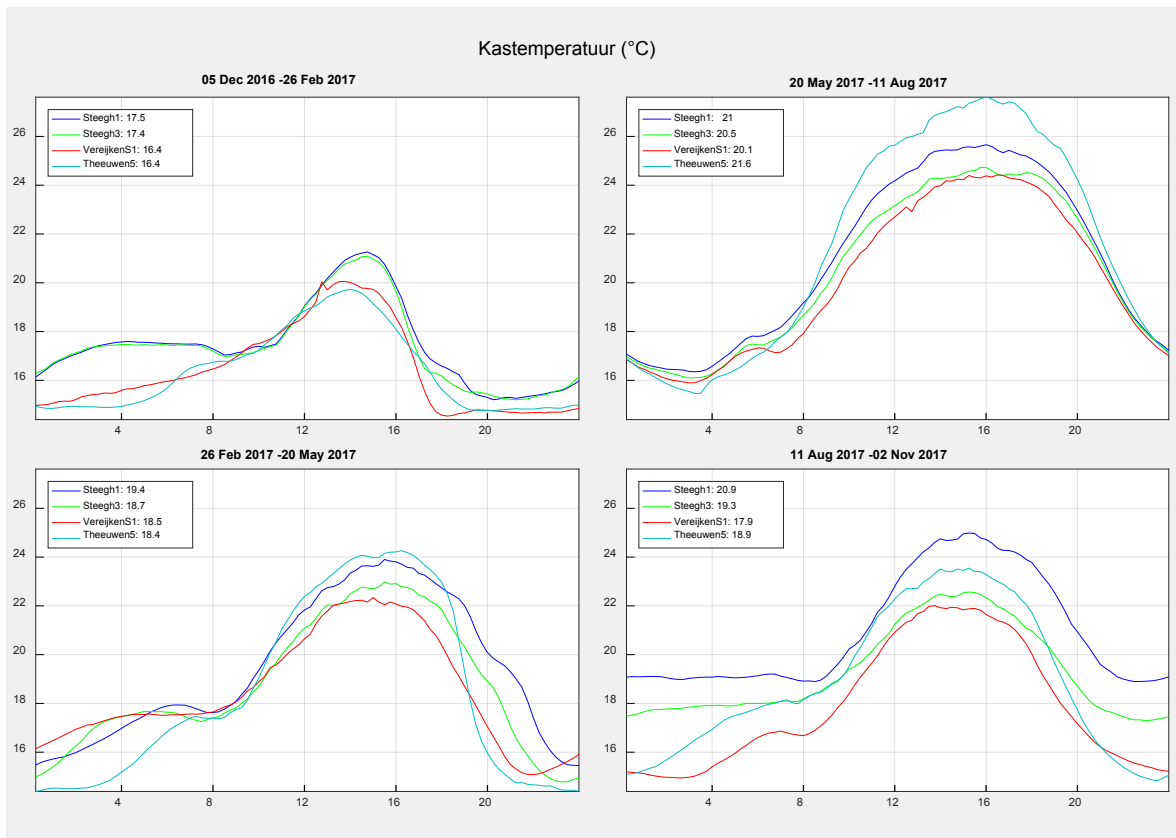 Kastemperatuur (°C)
05 Dec 2016 -26 Feb 2017
Steegh1: 17.5
Steegh3: 17.4
VereijkenS1: 16.4
Theeuwen5: 16.4
26
24
22
20
18
16
4 8 12 16 20
20 May 2017 -11 Aug 2017
Steegh1: 21
Steegh3: 20.5
VereijkenS1: 20.1
Theeuwen5: 21.6
26
24
22
20
18
16
4 8 12 16 20
26 Feb 2017 -20 May 2017
Steegh1: 19.4
Steegh3: 18.7
VereijkenS1: 18.5
Theeuwen5: 18.4
26
24
22
20
18
16
4 8 12 16 20
11 Aug 2017 -02 Nov 2017
Steegh1: 20.9
Steegh3: 19.3
VereijkenS1: 17.9
Theeuwen5: 18.9
26
24
22
20
18
16
4 8 12 16 20